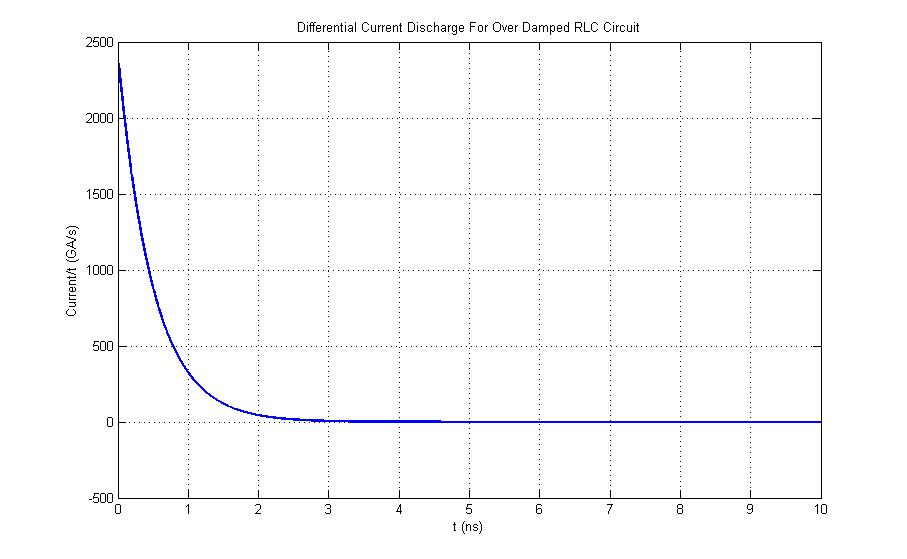 Differential Current Discharge For Over Damped RLC Circuit
2500
2000
1500
1000
500
0
-500
Current/t (GA/s)
0 1 2 3 4 5 6 7 8 9 10
t (ns)